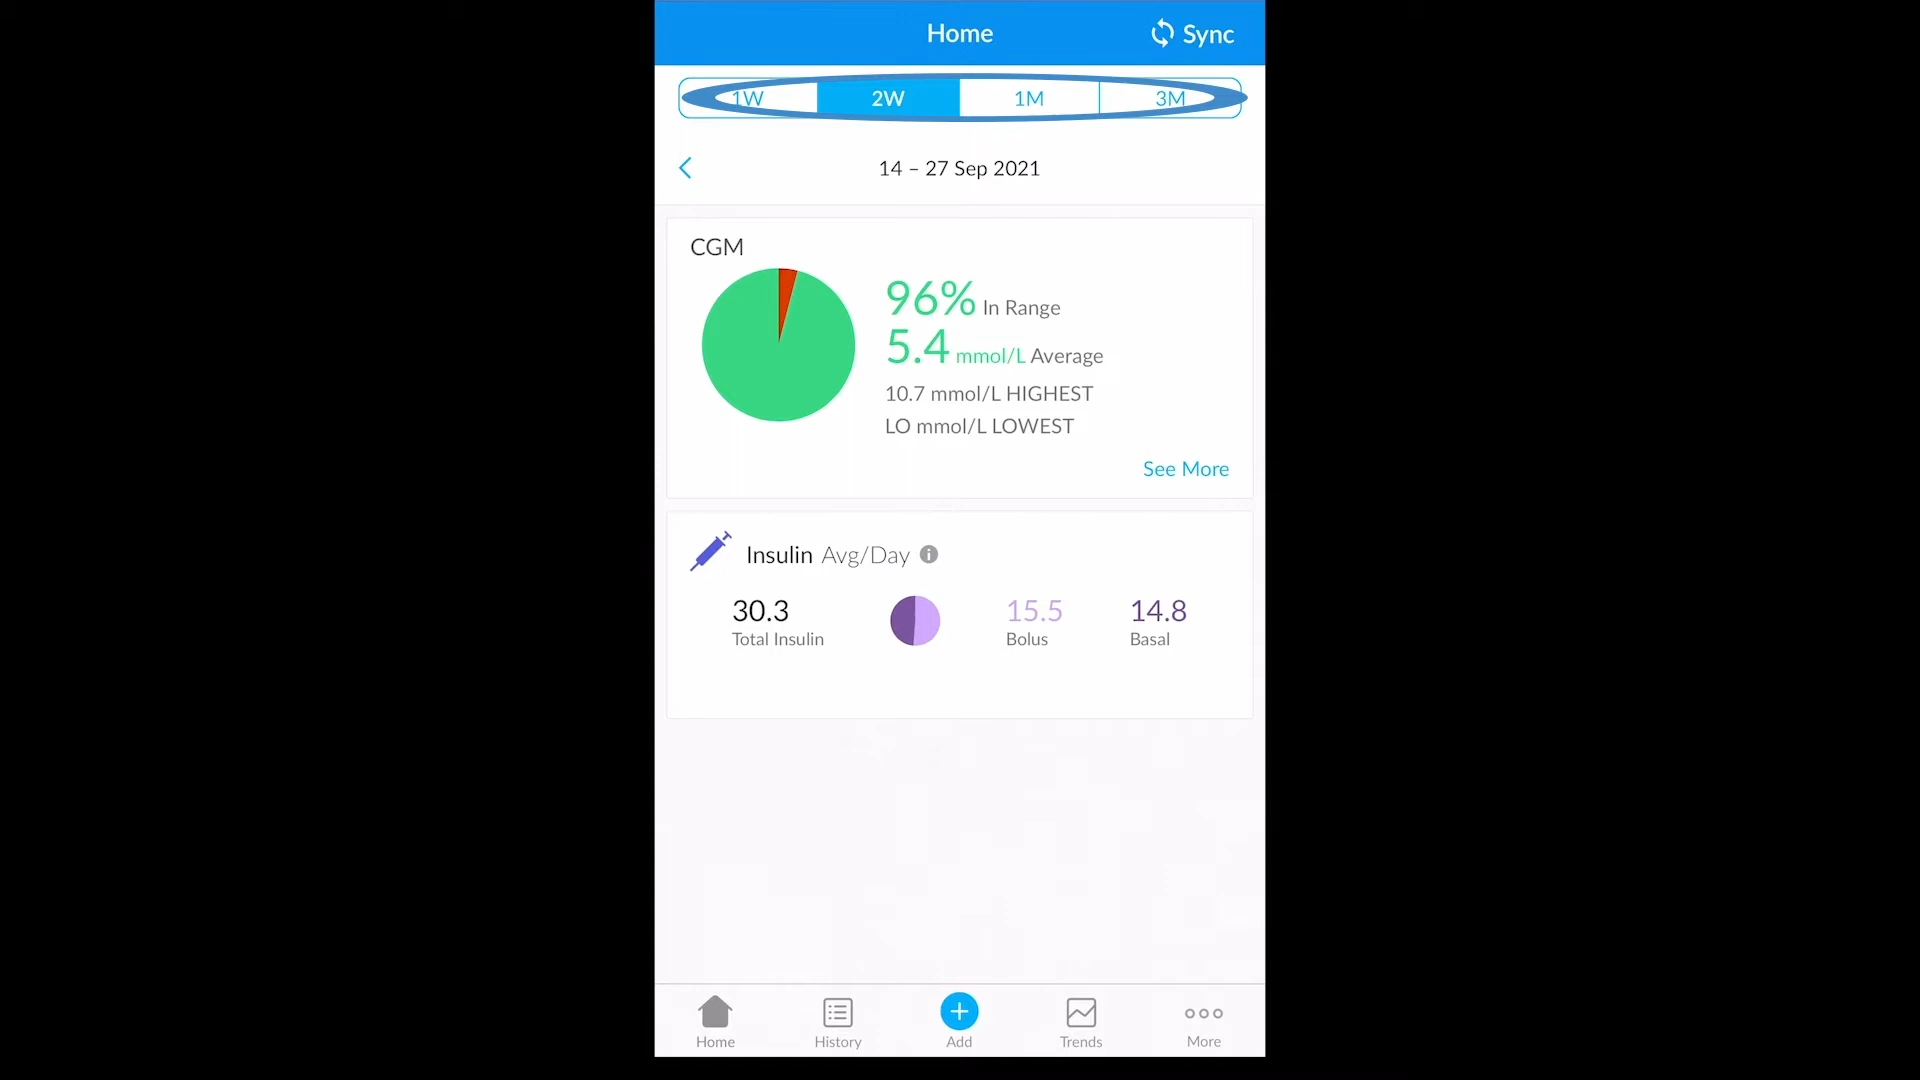 Home
Sync
1W 2W 1M 3M
14 – 27 Sep 2021
CGM
96% In Range
5.4 mmol/L Average
10.7 mmol/L HIGHEST
LO mmol/L LOWEST
See More
Insulin Avg/Day
30.3 15.5 14.8
Total Insulin Bolus Basal
Home History Add Trends More